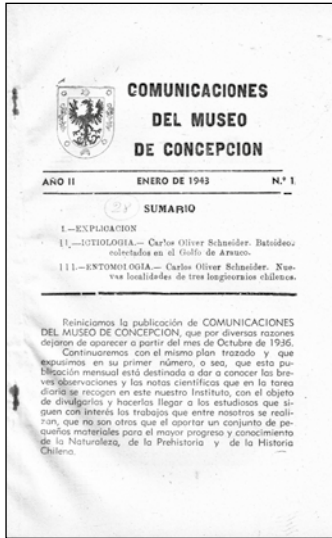 COMUNICACIONES
DEL MUSEO
DE CONCEPCION
AÑO II ENERO DE 1943 N.º 1
28
SUMARIO
I.—EXPLICACION
II.—ICTIOLOGIA.— Carlos Oliver Schneider. Batoideos
colectados en el Golfo de Arauco.
III.—ENTOMOLOGIA.— Carlos Oliver Schneider. Nue-
vas localidades de tres longicornios chilenos.
Reiniciamos la publicación de COMUNICACIONES
DEL MUSEO DE CONCEPCION, que por diversas razones
dejaron de aparecer a partir del mes de Octubre de 1936.
Continuaremos con el mismo plan trazado y que
expusimos en su primer número, o sea, que esta pu-
blicación mensual está destinada a dar a conocer las bre-
ves observaciones y las notas científicas que en la tarea
diaria se recogen en este nuestro Instituto, con el objeto
de divulgarlas y hacerlas llegar a los estudiosos que si-
guen con interés los trabajos que entre nosotros se reali-
zan, que no son otros que el aportar un conjunto de pe-
queños materiales para el mayor progreso y conocimiento
de la Naturaleza, de la Prehistoria y de la Historia
Chilena.